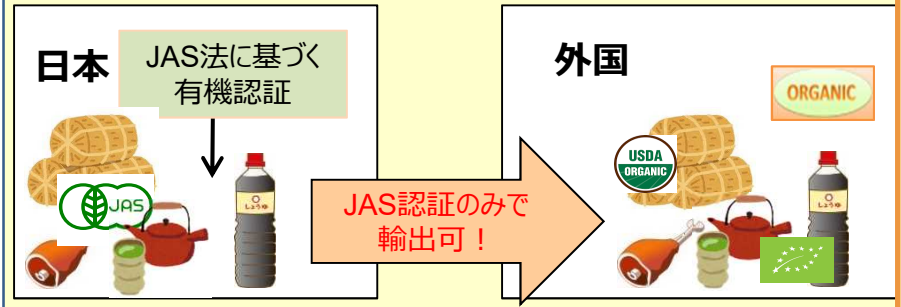 日本
JAS法に基づく
有機認証
JAS
しょうゆ
JAS認証のみで
輸出可！
外国
ORGANIC
USDA
ORGANIC
しょうゆ